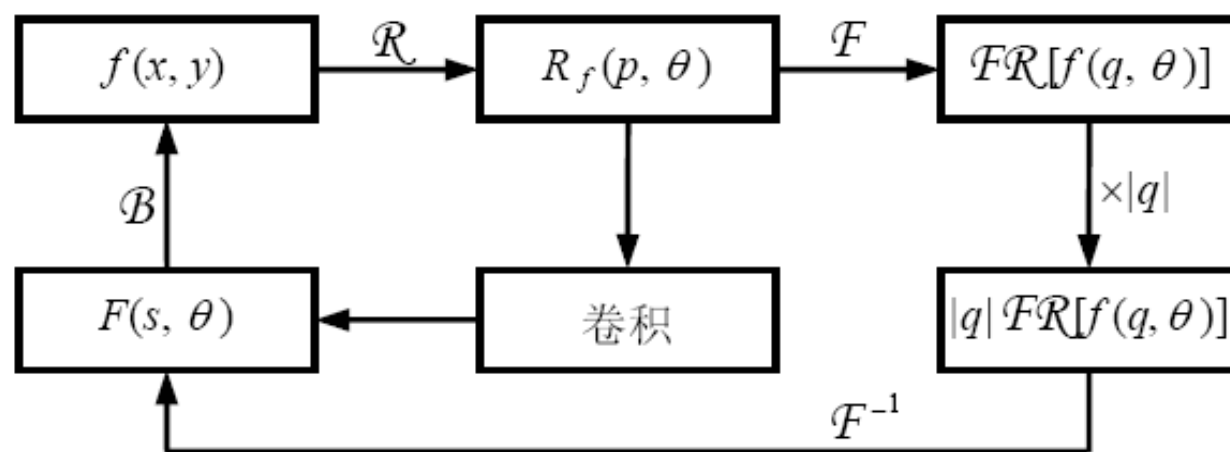 f(x, y)
ℛ
R_f(p, θ)
ℱ
ℱℛ[f(q, θ)]
ℬ
×|q|
F(s, θ)
卷积
|q| ℱℛ[f(q, θ)]
ℱ⁻¹